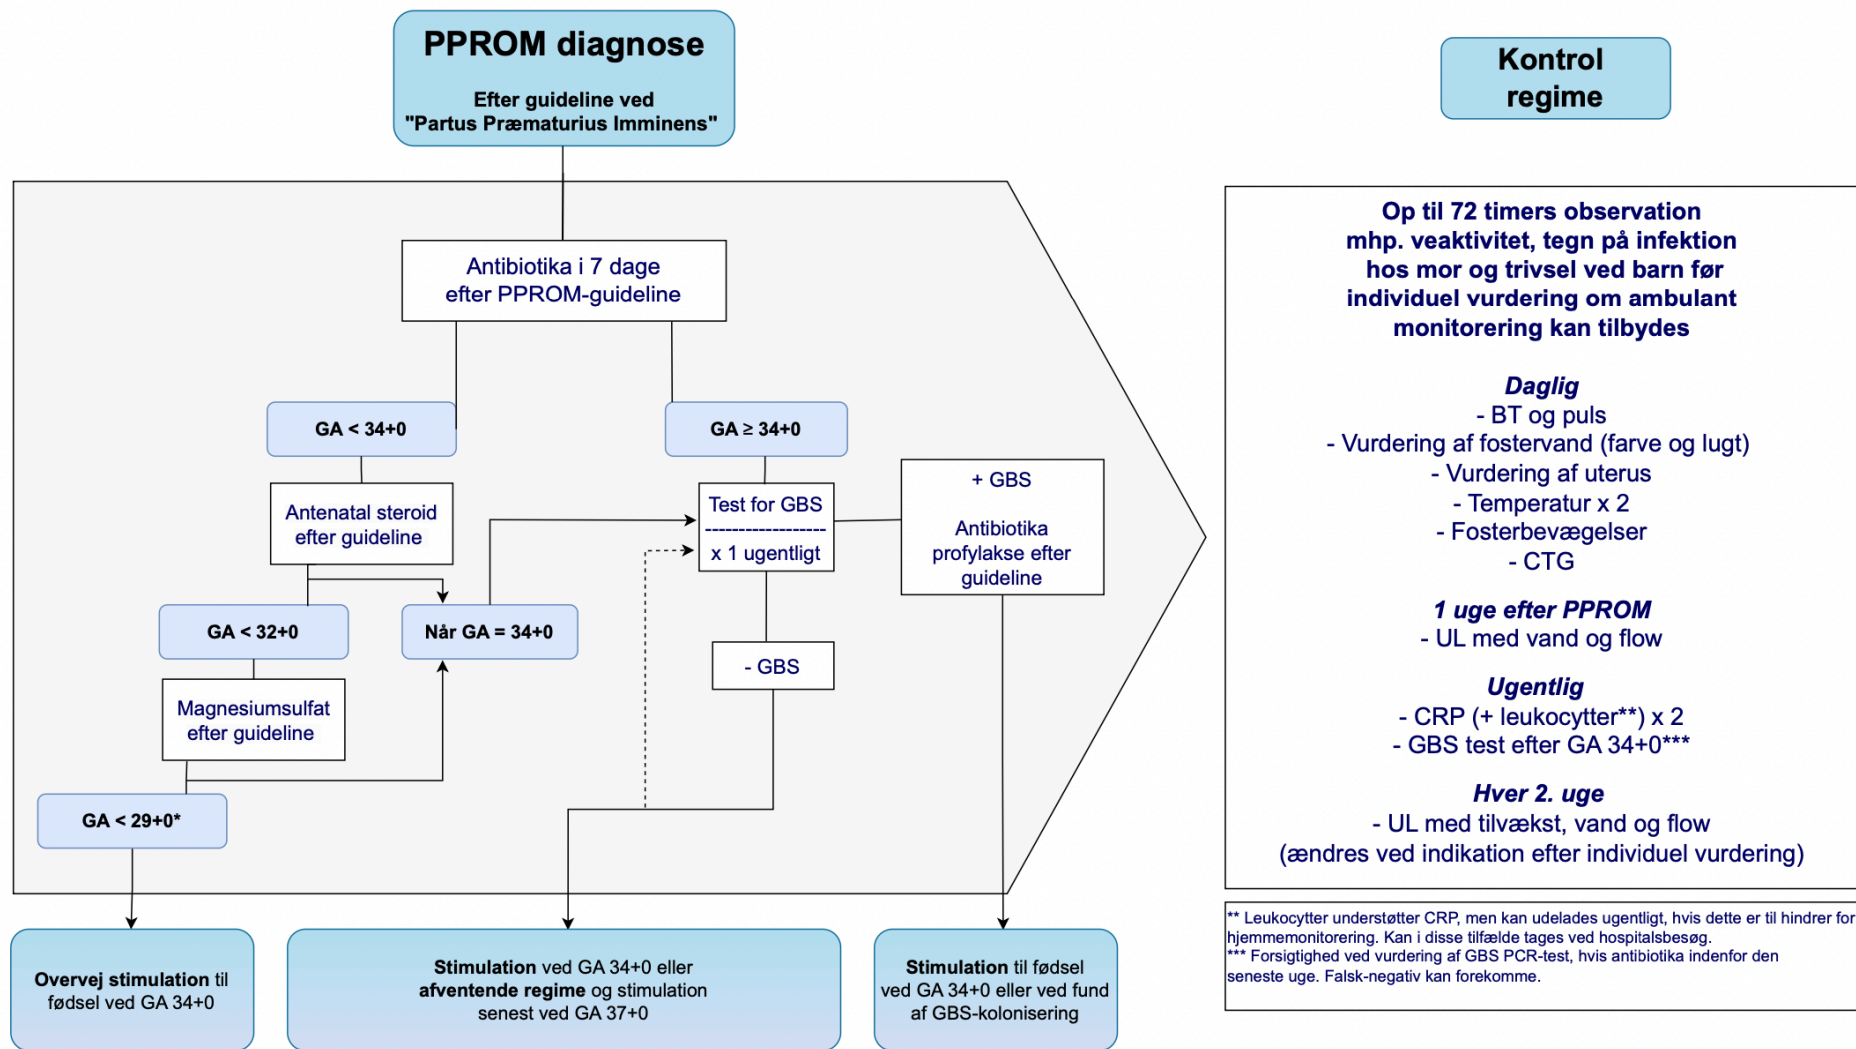 PPROM diagnose
Efter guideline ved
"Partus Præmaturius Imminens"
Antibiotika i 7 dage
efter PPROM-guideline
GA < 34+0
GA ≥ 34+0
Antenatal steroid
efter guideline
Test for GBS
------------------
x 1 ugentligt
+ GBS
Antibiotika
profylakse efter
guideline
GA < 32+0
Når GA = 34+0
- GBS
Magnesiumsulfat
efter guideline
GA < 29+0*
Overvej stimulation til
fødsel ved GA 34+0
Stimulation ved GA 34+0 eller
afventende regime og stimulation
senest ved GA 37+0
Stimulation til fødsel
ved GA 34+0 eller ved fund
af GBS-kolonisering
Kontrol
regime
Op til 72 timers observation
mhp. veaktivitet, tegn på infektion
hos mor og trivsel ved barn før
individuel vurdering om ambulant
monitorering kan tilbydes
Daglig
- BT og puls
- Vurdering af fostervand (farve og lugt)
- Vurdering af uterus
- Temperatur x 2
- Fosterbevægelser
- CTG
1 uge efter PPROM
- UL med vand og flow
Ugentlig
- CRP (+ leukocytter**) x 2
- GBS test efter GA 34+0***
Hver 2. uge
- UL med tilvækst, vand og flow
(ændres ved indikation efter individuel vurdering)
** Leukocytter understøtter CRP, men kan udelades ugentligt, hvis dette er til hindrer for
hjemmemonitorering. Kan i disse tilfælde tages ved hospitalsbesøg.
*** Forsigtighed ved vurdering af GBS PCR-test, hvis antibiotika indenfor den
seneste uge. Falsk-negativ kan forekomme.